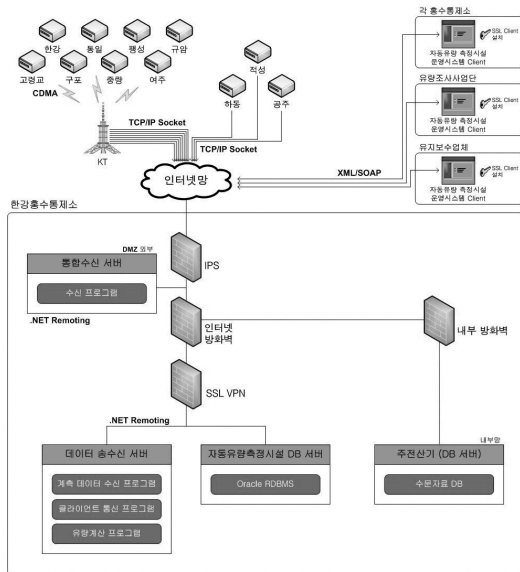 각 홍수통제소
SSL Client
설치
자동유량 측정시설
운영시스템 Client
한강
통일
팽성
규암
고령교
구포
중랑
여주
CDMA
적성
하동
공주
TCP/IP Socket
TCP/IP Socket
KT
유량조사사업단
SSL Client
설치
자동유량 측정시설
운영시스템 Client
유지보수업체
SSL Client
설치
자동유량 측정시설
운영시스템 Client
XML/SOAP
인터넷망
한강홍수통제소
DMZ 외부
통합수신 서버
수신 프로그램
.NET Remoting
IPS
인터넷
방화벽
내부 방화벽
SSL VPN
.NET Remoting
데이터 송수신 서버
계측 데이터 수신 프로그램
클라이언트 통신 프로그램
유량계산 프로그램
자동유량측정시설 DB 서버
Oracle RDBMS
내부망
주전산기 (DB 서버)
수문자료 DB